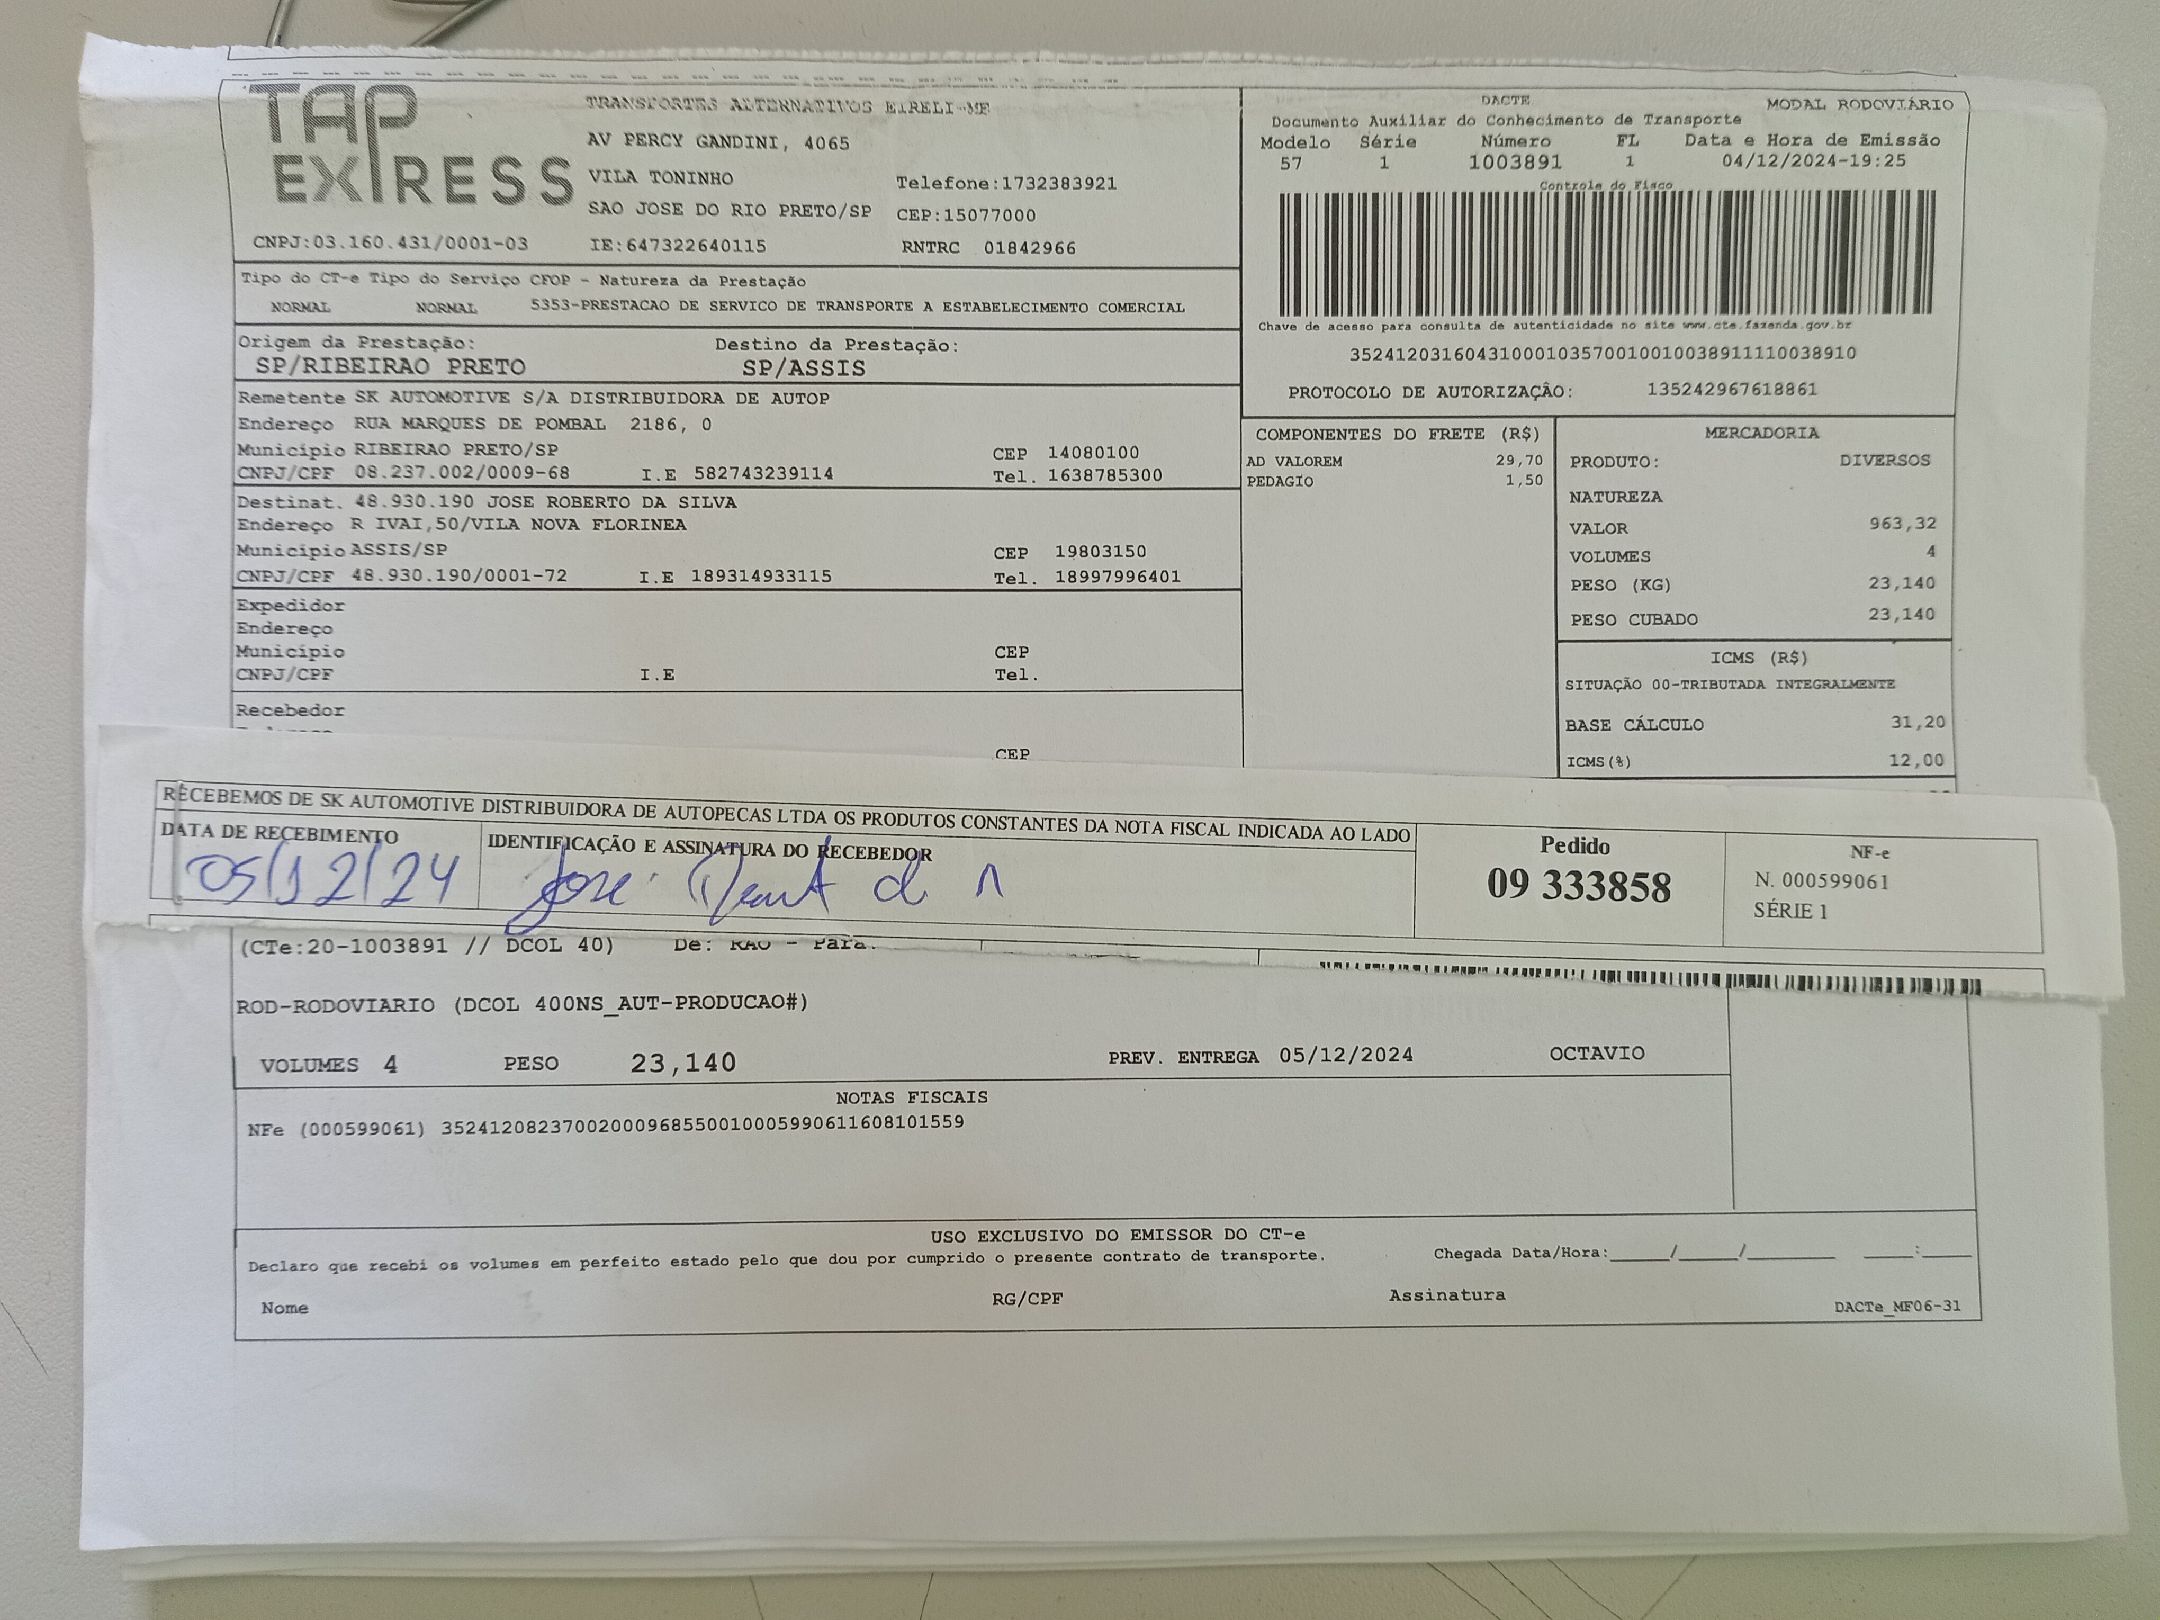 TAP EXPRESS
TRANSPORTES ALTERNATIVOS EIRELI-ME
AV PERCY GANDINI, 4065
VILA TONINHO Telefone:1732383921
SAO JOSE DO RIO PRETO/SP CEP:15077000
CNPJ:03.160.431/0001-03 IE:647322640115 RNTRC 01842966
DACTE MODAL RODOVIÁRIO
Documento Auxiliar do Conhecimento de Transporte
Modelo Série Número FL Data e Hora de Emissão
57 1 1003891 1 04/12/2024-19:25
Controle do Fisco
Chave de acesso para consulta de autenticidade no site www.cte.fazenda.gov.br
35241203160431000103570010010038911110038910
PROTOCOLO DE AUTORIZAÇÃO: 135242967618861
Tipo do CT-e Tipo do Serviço CFOP - Natureza da Prestação
NORMAL NORMAL 5353-PRESTACAO DE SERVICO DE TRANSPORTE A ESTABELECIMENTO COMERCIAL
Origem da Prestação: Destino da Prestação:
SP/RIBEIRAO PRETO SP/ASSIS
Remetente SK AUTOMOTIVE S/A DISTRIBUIDORA DE AUTOP
Endereço RUA MARQUES DE POMBAL 2186, 0
Município RIBEIRAO PRETO/SP CEP 14080100
CNPJ/CPF 08.237.002/0009-68 I.E 582743239114 Tel. 1638785300
Destinat. 48.930.190 JOSE ROBERTO DA SILVA
Endereço R IVAI,50/VILA NOVA FLORINEA
Município ASSIS/SP CEP 19803150
CNPJ/CPF 48.930.190/0001-72 I.E 189314933115 Tel. 18997996401
Expedidor
Endereço
Município CEP
CNPJ/CPF I.E Tel.
Recebedor
CEP
COMPONENTES DO FRETE (R$)
AD VALOREM 29,70
PEDAGIO 1,50
MERCADORIA
PRODUTO: DIVERSOS
NATUREZA
VALOR 963,32
VOLUMES 4
PESO (KG) 23,140
PESO CUBADO 23,140
ICMS (R$)
SITUAÇÃO 00-TRIBUTADA INTEGRALMENTE
BASE CÁLCULO 31,20
ICMS(%) 12,00
RECEBEMOS DE SK AUTOMOTIVE DISTRIBUIDORA DE AUTOPECAS LTDA OS PRODUTOS CONSTANTES DA NOTA FISCAL INDICADA AO LADO
DATA DE RECEBIMENTO IDENTIFICAÇÃO E ASSINATURA DO RECEBEDOR
05/12/24 Jose
Pedido
09 333858
NF-e
N. 000599061
SÉRIE 1
(CTe:20-1003891 // DCOL 40) De: RAO - Para:
ROD-RODOVIARIO (DCOL 400NS_AUT-PRODUCAO#)
VOLUMES 4 PESO 23,140 PREV. ENTREGA 05/12/2024 OCTAVIO
NOTAS FISCAIS
NFe (000599061) 35241208237002000968550010005990611608101559
USO EXCLUSIVO DO EMISSOR DO CT-e
Declaro que recebi os volumes em perfeito estado pelo que dou por cumprido o presente contrato de transporte. Chegada Data/Hora:____/____/______ ___:___
Nome RG/CPF Assinatura
DACTe_MF06-31